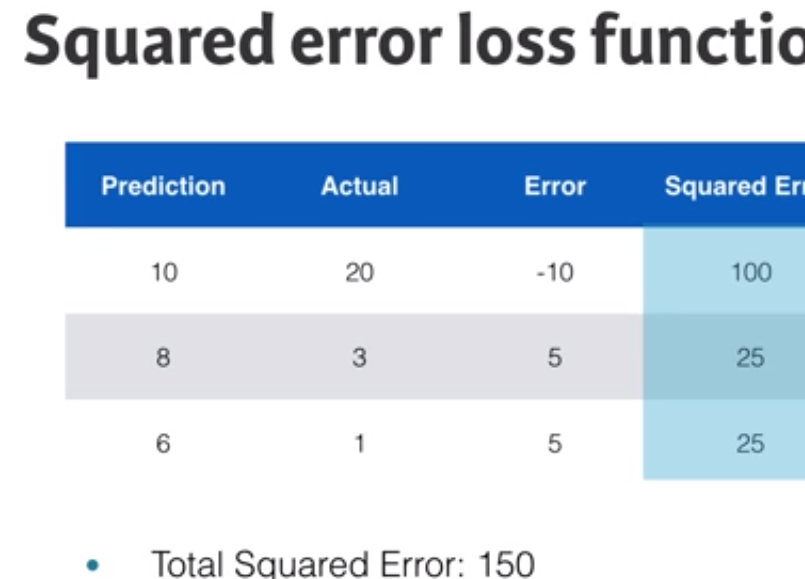 Squared error loss functio
Prediction Actual Error Squared Err
10 20 -10 100
8 3 5 25
6 1 5 25
• Total Squared Error: 150